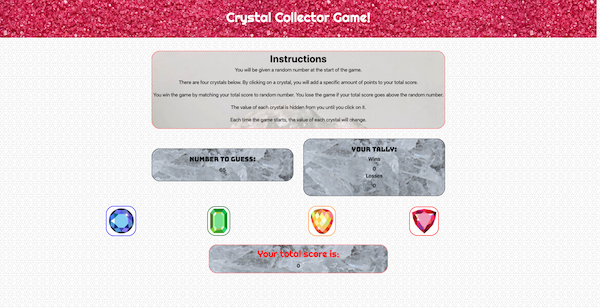 Crystal Collector Game!
Instructions
You will be given a random number at the start of the game.
There are four crystals below. By clicking on a crystal, you will add a specific amount of points to your total score.
You win the game by matching your total score to random number. You lose the game if your total score goes above the random number.
The value of each crystal is hidden from you until you click on it.
Each time the game starts, the value of each crystal will change.
Number to Guess:
Your Tally:
Wins
0
Losses
0
Your total score is:
0